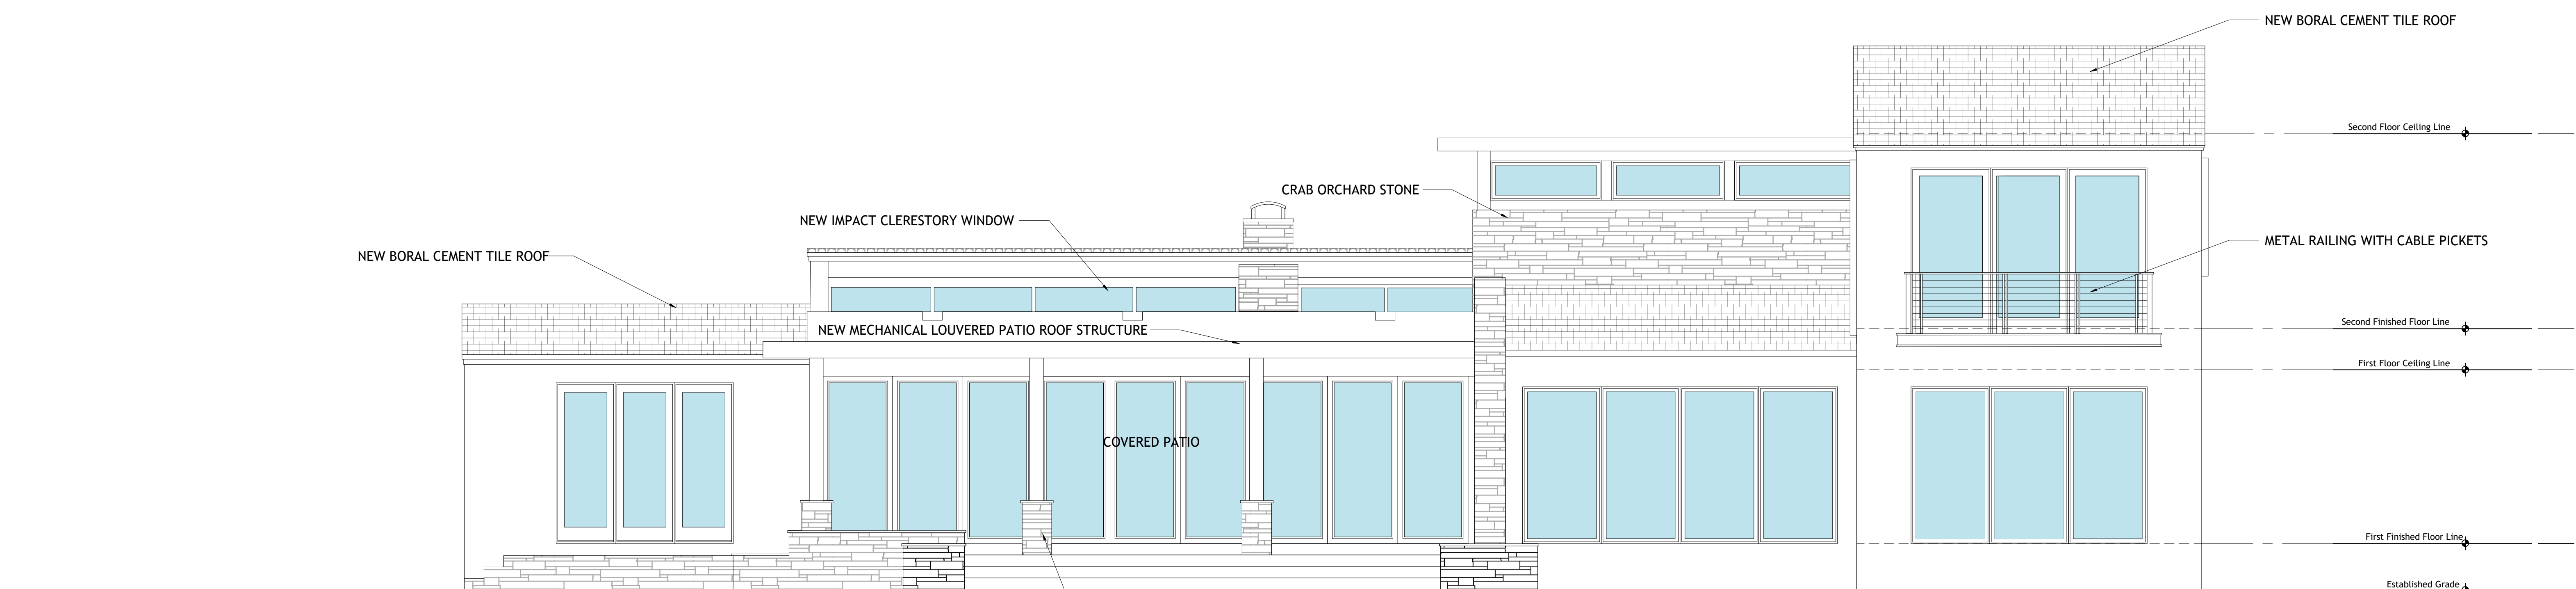 NEW BORAL CEMENT TILE ROOF
Second Floor Ceiling Line
CRAB ORCHARD STONE
NEW IMPACT CLERESTORY WINDOW
METAL RAILING WITH CABLE PICKETS
NEW BORAL CEMENT TILE ROOF
Second Finished Floor Line
NEW MECHANICAL LOUVERED PATIO ROOF STRUCTURE
First Floor Ceiling Line
COVERED PATIO
First Finished Floor Line
Established Grade